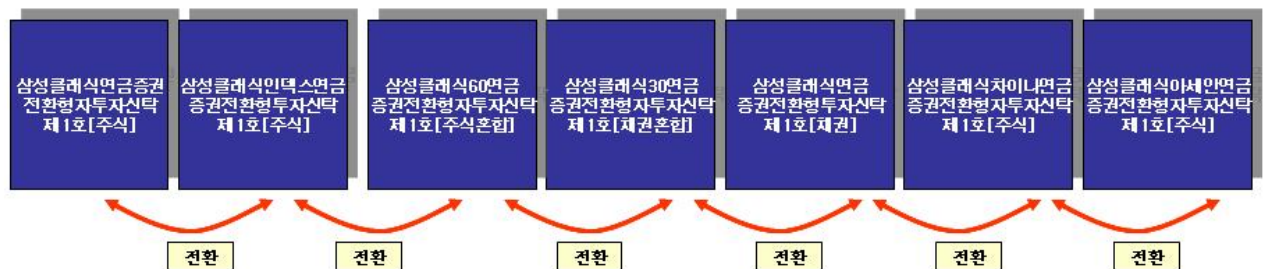 삼성클래식연금증권
전환형자투자신탁
제1호[주식]
삼성클래식인덱스연금
증권전환형투자신탁
제1호[주식]
삼성클래식60연금
증권전환형자투자신탁
제1호[주식혼합]
삼성클래식30연금
증권전환형자투자신탁
제1호[채권혼합]
삼성클래식연금
증권전환형자투자신탁
제1호[채권]
삼성클래식차이나연금
증권전환형자투자신탁
제1호[주식]
삼성클래식아세안연금
증권전환형자투자신탁
제1호[주식]
전환
전환
전환
전환
전환
전환